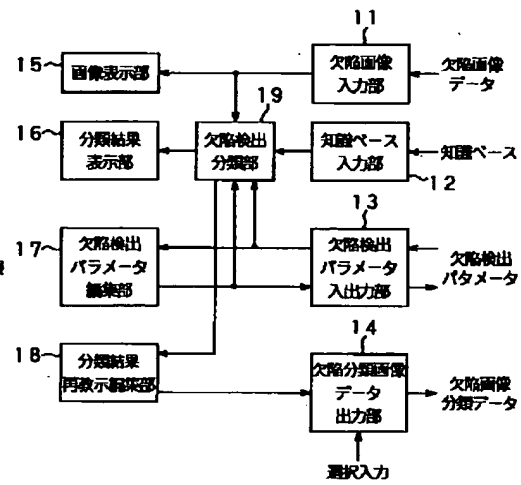 11
15
画像表示部
欠陥画像
入力部
欠陥画像
データ
19
16
分類結果
表示部
欠陥検出
分類部
知識ベース
入力部
知識ベース
12
13
17
欠陥検出
パラメータ
編集部
欠陥検出
パラメータ
入出力部
欠陥検出
パタメータ
14
18
分類結果
再教示編集部
欠陥分類画像
データ
出力部
欠陥画像
分類データ
選択入力